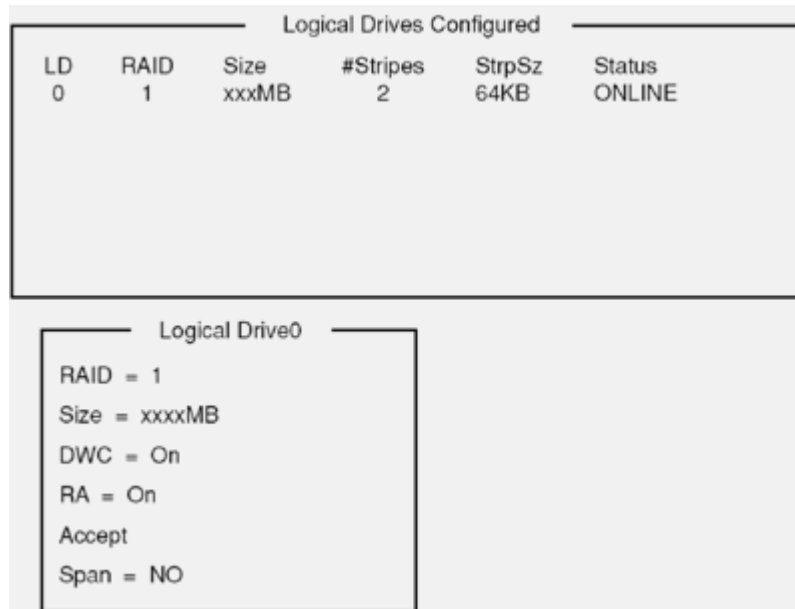 Logical Drives Configured
LD RAID Size #Stripes StrpSz Status
0 1 xxxMB 2 64KB ONLINE
Logical Drive0
RAID = 1
Size = xxxxMB
DWC = On
RA = On
Accept
Span = NO